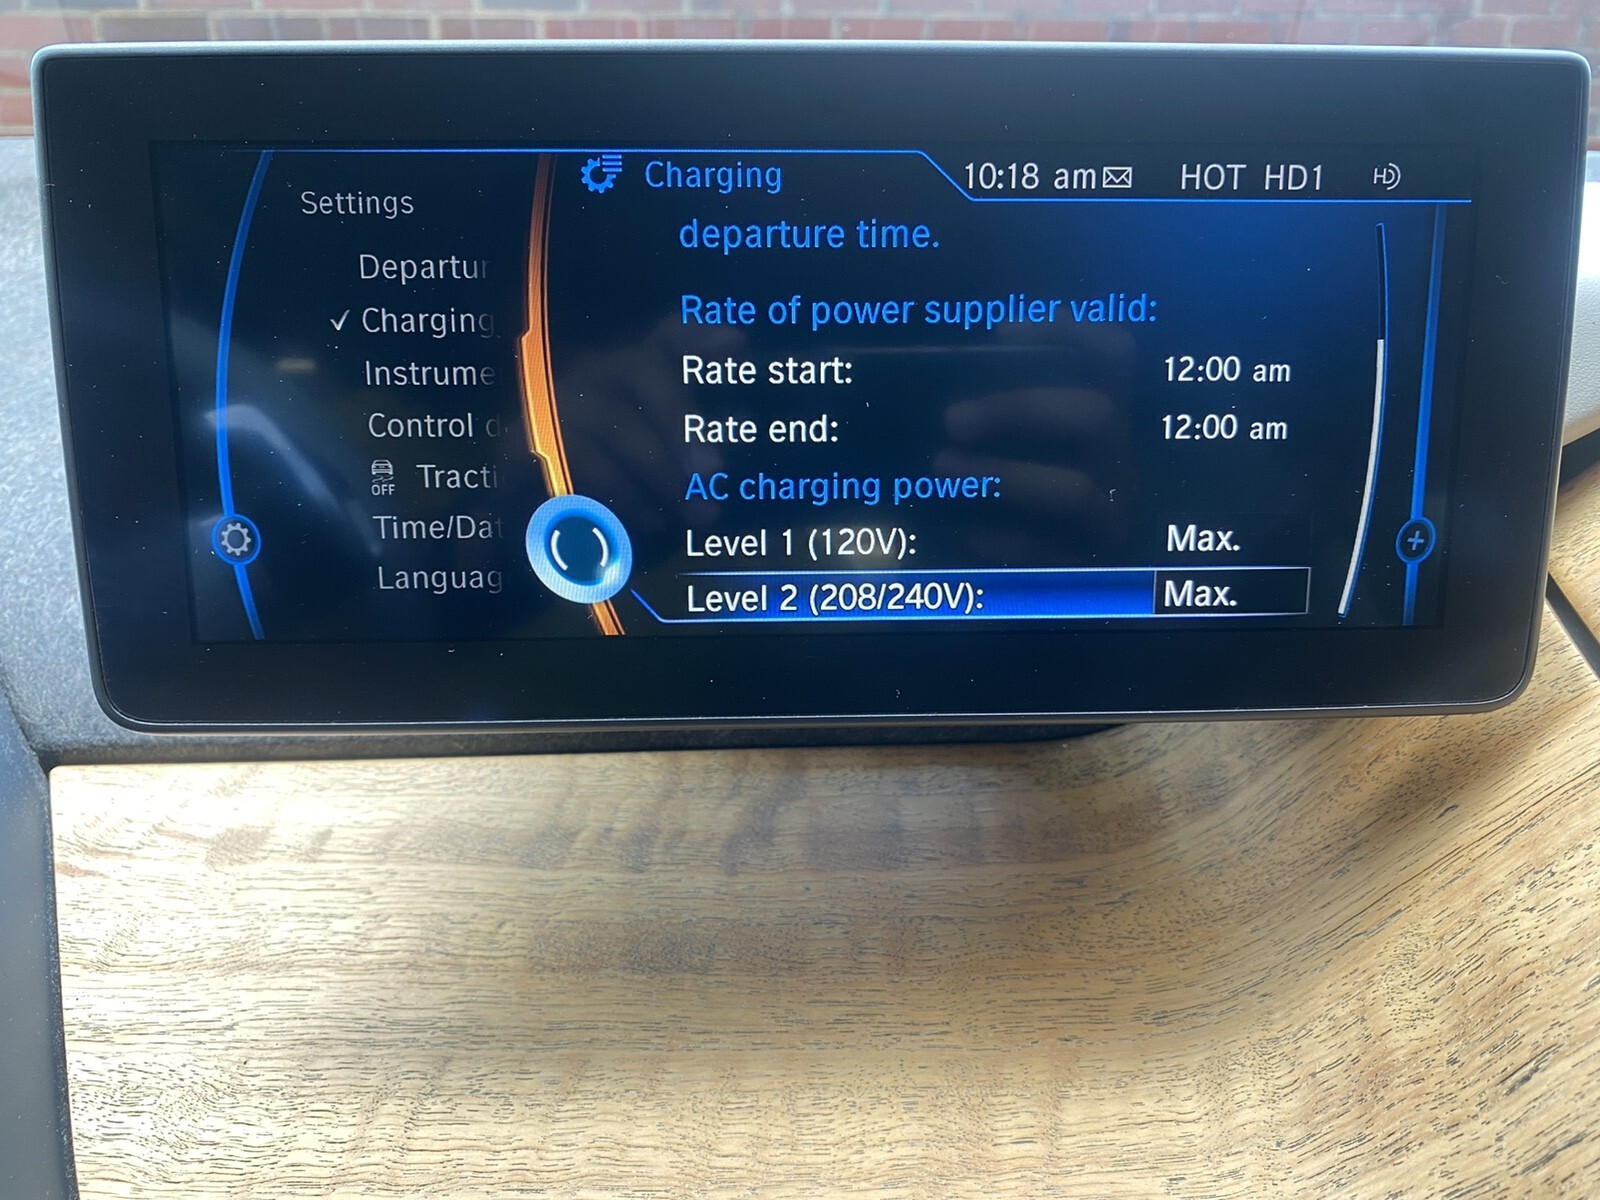 Charging 10:18 am HOT HD1 HD
Settings
Departur
✓ Charging
Instrume
Control
OFF Tracti
Time/Dat
Languag
departure time.
Rate of power supplier valid:
Rate start: 12:00 am
Rate end: 12:00 am
AC charging power:
Level 1 (120V): Max.
Level 2 (208/240V): Max.